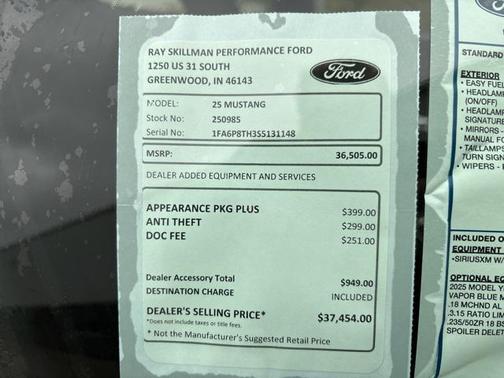 RAY SKILLMAN PERFORMANCE FORD
1250 US 31 SOUTH
GREENWOOD, IN 46143
Ford
MODEL: 25 MUSTANG
Stock No: 250985
Serial No: 1FA6P8TH3S5131148
MSRP: 36,505.00
DEALER ADDED EQUIPMENT AND SERVICES
APPEARANCE PKG PLUS $399.00
ANTI THEFT $299.00
DOC FEE $251.00
Dealer Accessory Total $949.00
DESTINATION CHARGE INCLUDED
DEALER'S SELLING PRICE* $37,454.00
*Does not include taxes or title fees.
* Not the Manufacturer's Suggested Retail Price
STANDARD
EXTERIOR
• EASY FUEL
• HEADLAM
(ON/OFF)
• HEADLAM
SIGNATURE
• MIRRORS -
MANUAL FO
• TAILLAMPS
TURN SIGN
• WIPERS -
INCLUDED O
EQUIPMENT
•SIRIUSXM W/
OPTIONAL EQ
2025 MODEL Y
VAPOR BLUE M
.18 MCHND AL
.3.15 RATIO LIM
.235/50ZR 18 BS
SPOILER DELET